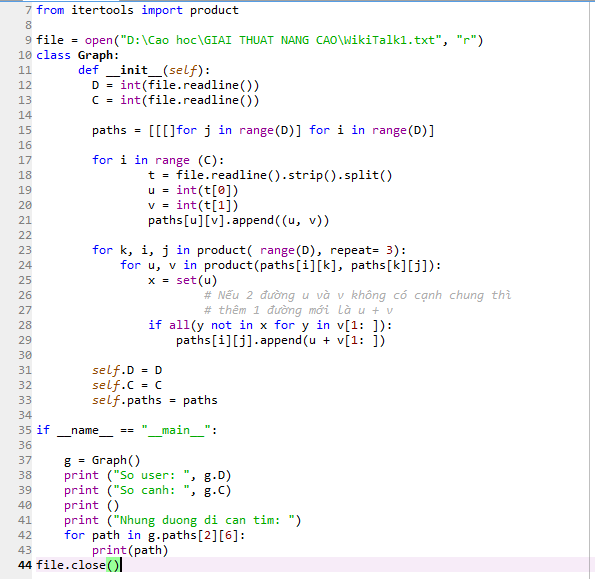 7 from itertools import product
8
9 file = open("D:\Cao hoc\GIAI THUAT NANG CAO\WikiTalk1.txt", "r")
10 class Graph:
11 def __init__(self):
12 D = int(file.readline())
13 C = int(file.readline())
14
15 paths = [[[]for j in range(D)] for i in range(D)]
16
17 for i in range (C):
18 t = file.readline().strip().split()
19 u = int(t[0])
20 v = int(t[1])
21 paths[u][v].append((u, v))
22
23 for k, i, j in product( range(D), repeat= 3):
24 for u, v in product(paths[i][k], paths[k][j]):
25 x = set(u)
26 # Nếu 2 đường u và v không có cạnh chung thì
27 # thêm 1 đường mới là u + v
28 if all(y not in x for y in v[1: ]):
29 paths[i][j].append(u + v[1: ])
30
31 self.D = D
32 self.C = C
33 self.paths = paths
34
35 if __name__ == "__main__":
36
37 g = Graph()
38 print ("So user: ", g.D)
39 print ("So canh: ", g.C)
40 print ()
41 print ("Nhung duong di can tim: ")
42 for path in g.paths[2][6]:
43 print(path)
44 file.close()